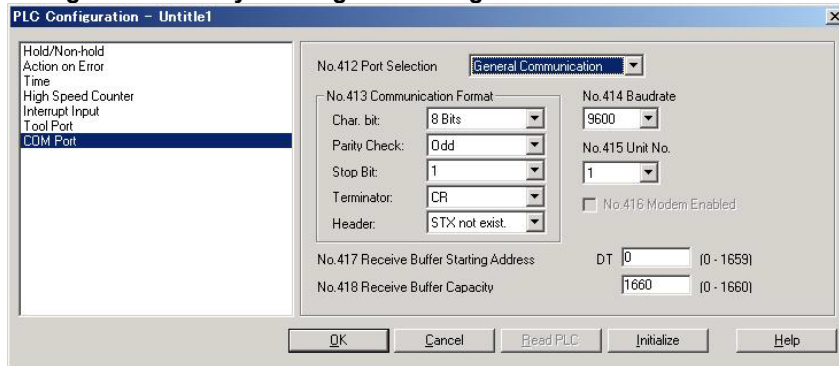 PLC Configuration - Untitle1
Hold/Non-hold
Action on Error
Time
High Speed Counter
Interrupt Input
Tool Port
COM Port
No.412 Port Selection General Communication
No.413 Communication Format
Char. bit: 8 Bits
Parity Check: Odd
Stop Bit: 1
Terminator: CR
Header: STX not exist.
No.414 Baudrate
9600
No.415 Unit No.
1
No.416 Modem Enabled
No.417 Receive Buffer Starting Address DT 0 (0 - 1659)
No.418 Receive Buffer Capacity 1660 (0 - 1660)
OK Cancel Read PLC Initialize Help